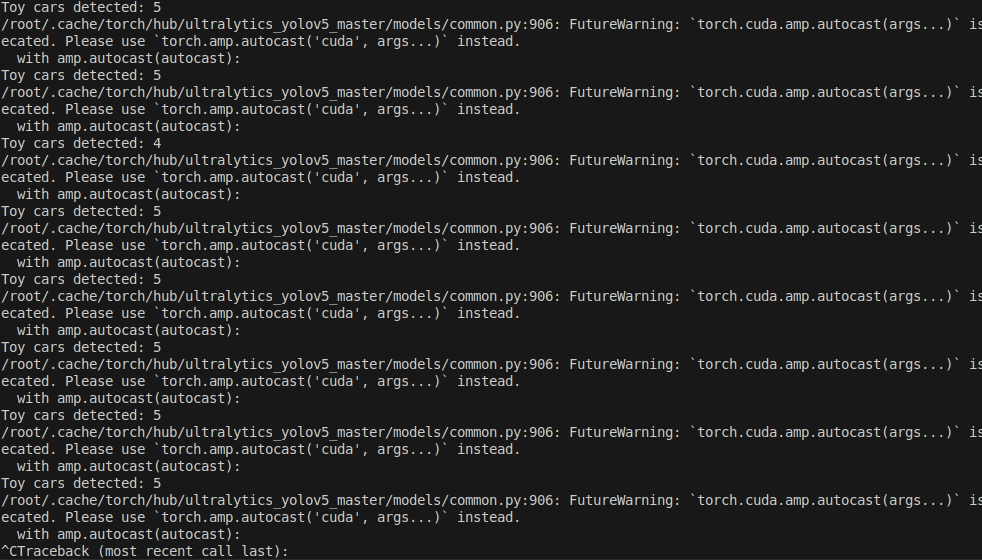 Toy cars detected: 5
/root/.cache/torch/hub/ultralytics_yolov5_master/models/common.py:906: FutureWarning: `torch.cuda.amp.autocast(args...)` is
ecated. Please use `torch.amp.autocast('cuda', args...)` instead.
  with amp.autocast(autocast):
Toy cars detected: 5
/root/.cache/torch/hub/ultralytics_yolov5_master/models/common.py:906: FutureWarning: `torch.cuda.amp.autocast(args...)` is
ecated. Please use `torch.amp.autocast('cuda', args...)` instead.
  with amp.autocast(autocast):
Toy cars detected: 4
/root/.cache/torch/hub/ultralytics_yolov5_master/models/common.py:906: FutureWarning: `torch.cuda.amp.autocast(args...)` is
ecated. Please use `torch.amp.autocast('cuda', args...)` instead.
  with amp.autocast(autocast):
Toy cars detected: 5
/root/.cache/torch/hub/ultralytics_yolov5_master/models/common.py:906: FutureWarning: `torch.cuda.amp.autocast(args...)` is
ecated. Please use `torch.amp.autocast('cuda', args...)` instead.
  with amp.autocast(autocast):
Toy cars detected: 5
/root/.cache/torch/hub/ultralytics_yolov5_master/models/common.py:906: FutureWarning: `torch.cuda.amp.autocast(args...)` is
ecated. Please use `torch.amp.autocast('cuda', args...)` instead.
  with amp.autocast(autocast):
Toy cars detected: 5
/root/.cache/torch/hub/ultralytics_yolov5_master/models/common.py:906: FutureWarning: `torch.cuda.amp.autocast(args...)` is
ecated. Please use `torch.amp.autocast('cuda', args...)` instead.
  with amp.autocast(autocast):
Toy cars detected: 5
/root/.cache/torch/hub/ultralytics_yolov5_master/models/common.py:906: FutureWarning: `torch.cuda.amp.autocast(args...)` is
ecated. Please use `torch.amp.autocast('cuda', args...)` instead.
  with amp.autocast(autocast):
Toy cars detected: 5
/root/.cache/torch/hub/ultralytics_yolov5_master/models/common.py:906: FutureWarning: `torch.cuda.amp.autocast(args...)` is
ecated. Please use `torch.amp.autocast('cuda', args...)` instead.
  with amp.autocast(autocast):
^CTraceback (most recent call last):